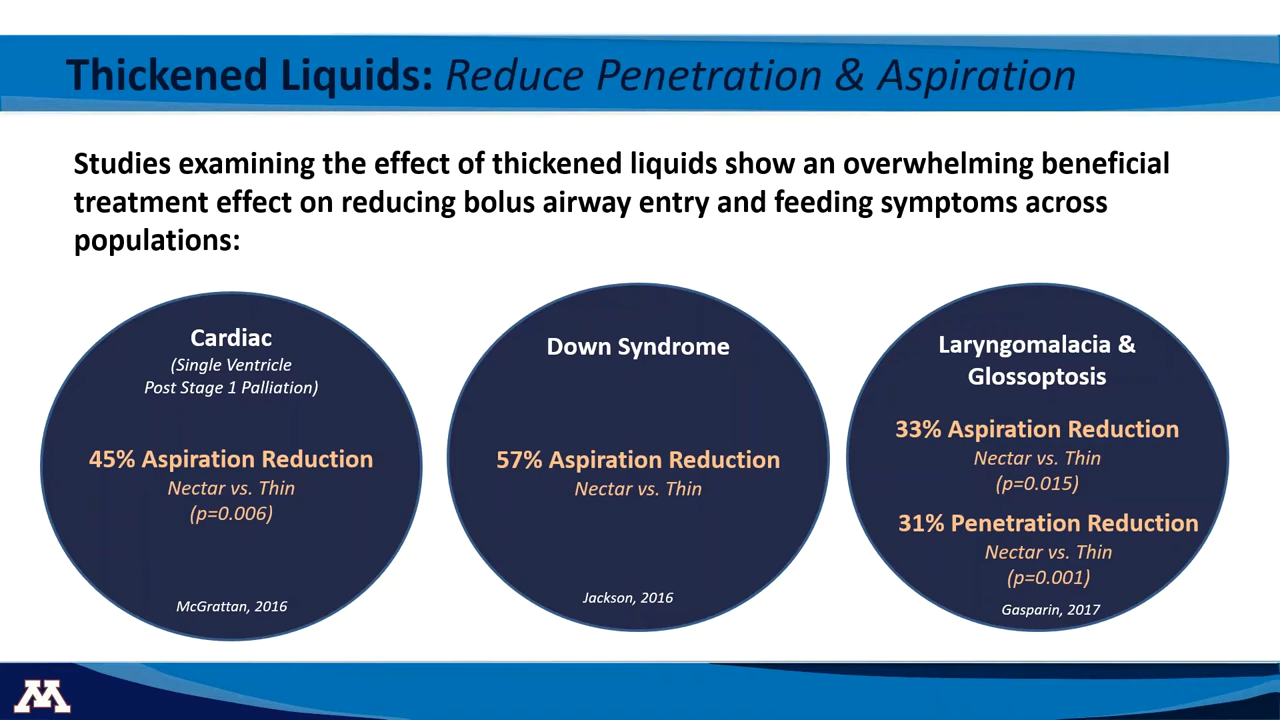 Thickened Liquids: Reduce Penetration & Aspiration
Studies examining the effect of thickened liquids show an overwhelming beneficial
treatment effect on reducing bolus airway entry and feeding symptoms across
populations:
Cardiac
(Single Ventricle
Post Stage 1 Palliation)
45% Aspiration Reduction
Nectar vs. Thin
(p=0.006)
McGrattan, 2016
Down Syndrome
57% Aspiration Reduction
Nectar vs. Thin
Jackson, 2016
Laryngomalacia &
Glossoptosis
33% Aspiration Reduction
Nectar vs. Thin
(p=0.015)
31% Penetration Reduction
Nectar vs. Thin
(p=0.001)
Gasparin, 2017
M